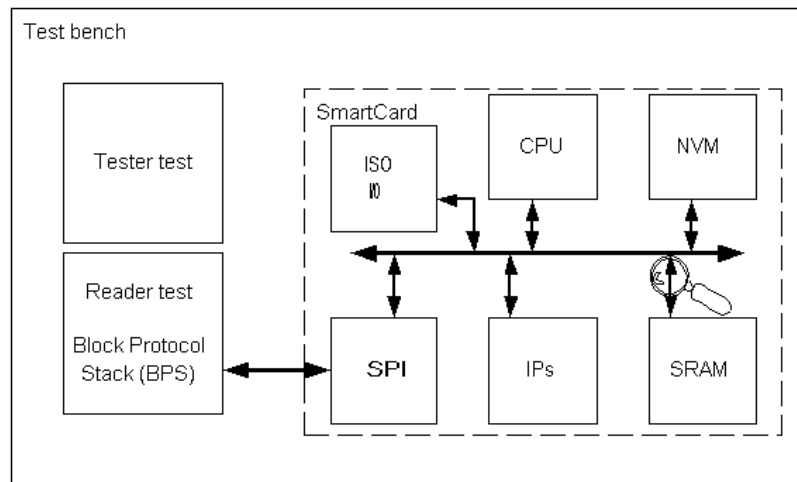 Test bench
Tester test
Reader test
Block Protocol
Stack (BPS)
SmartCard
ISO
I/O
CPU
NVM
SPI
IPs
SRAM